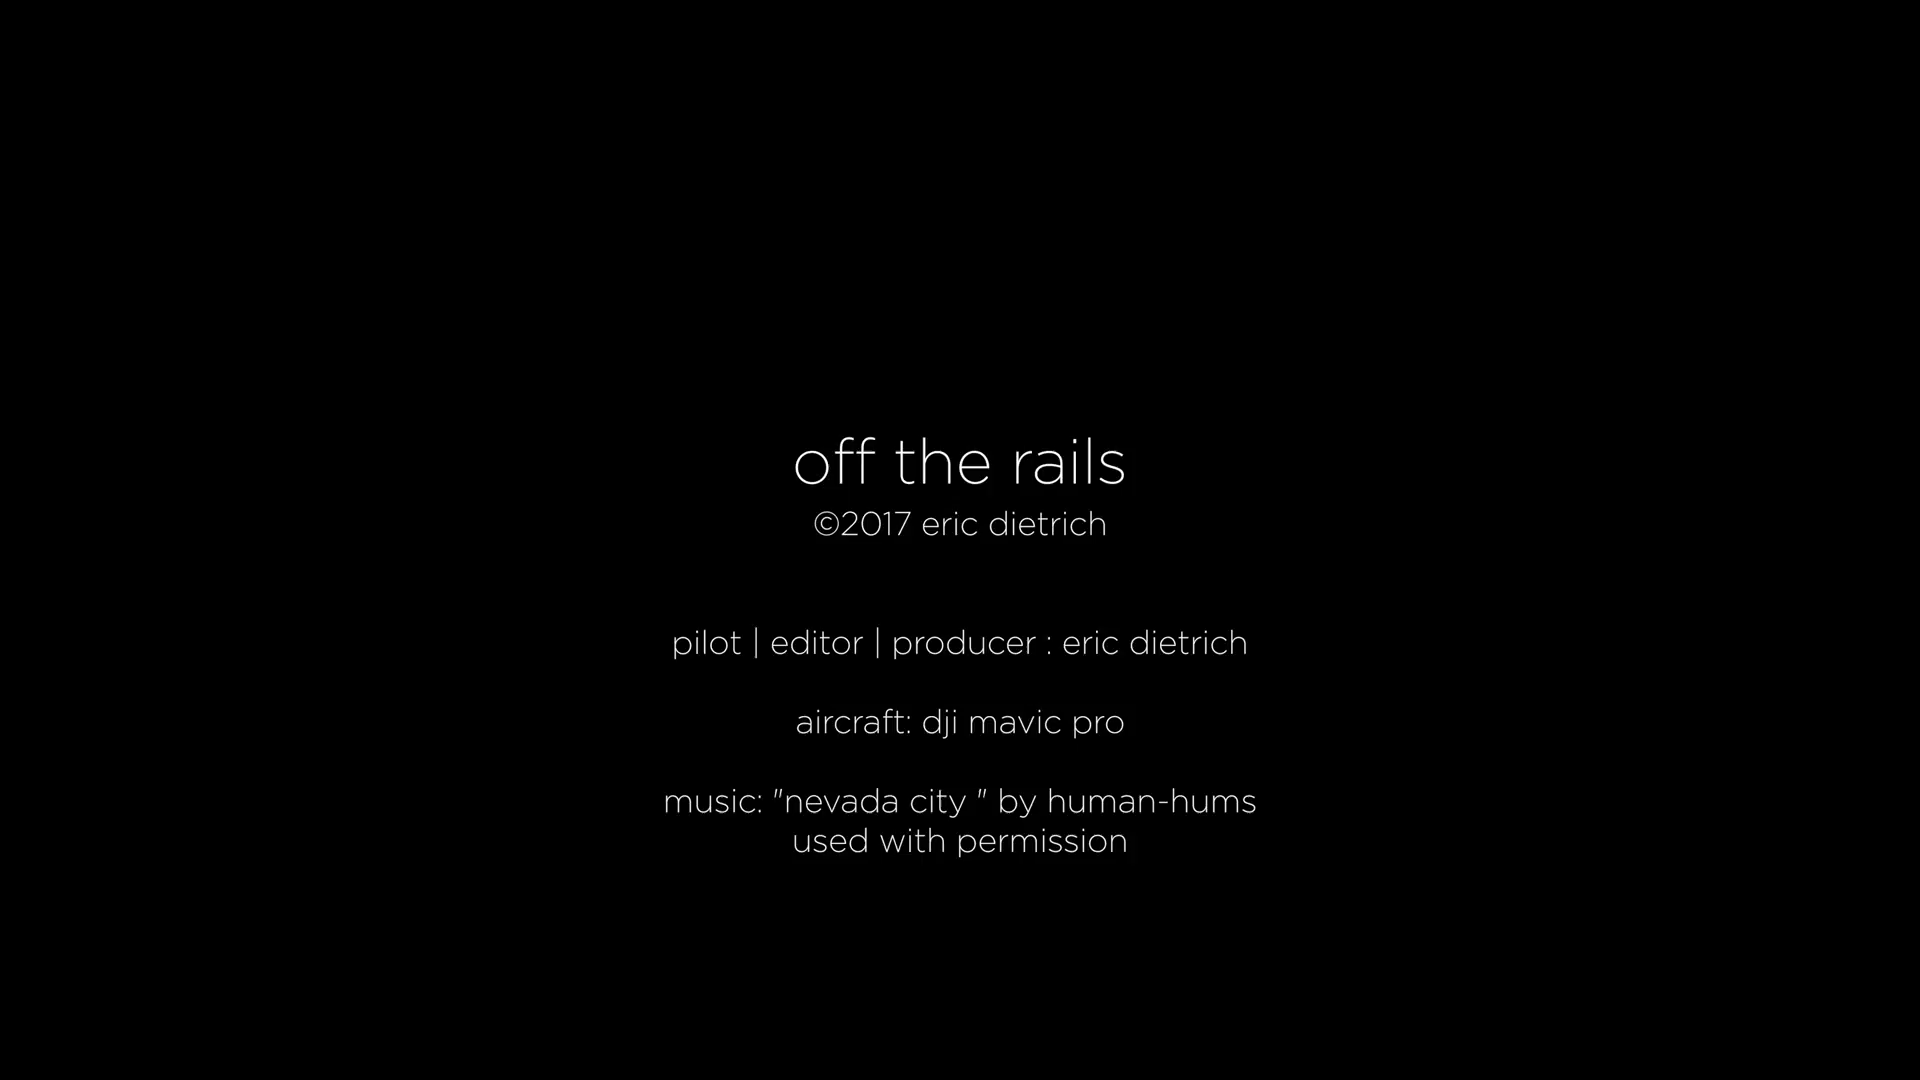 off the rails
©2017 eric dietrich
pilot | editor | producer : eric dietrich
aircraft: dji mavic pro
music: "nevada city " by human-hums
used with permission